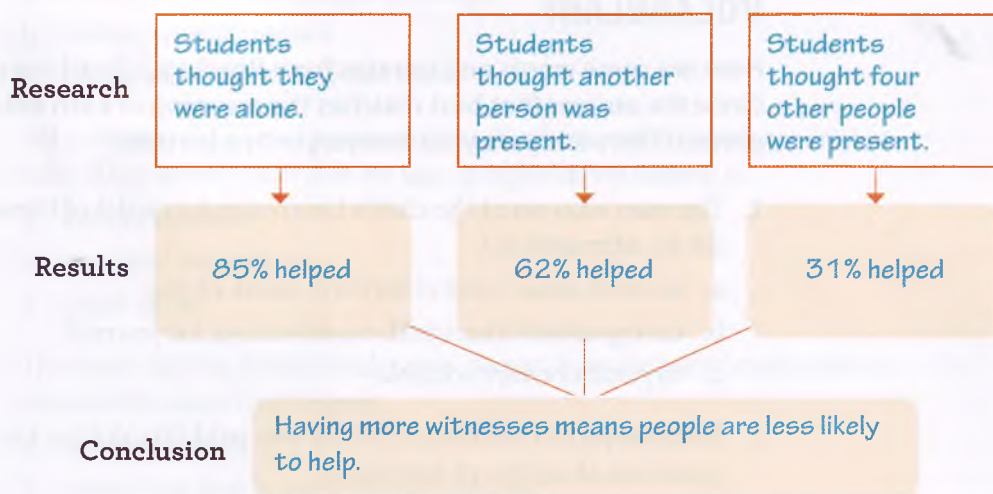 Research
Students
thought they
were alone.
Students
thought another
person was
present.
Students
thought four
other people
were present.
Results
85% helped
62% helped
31% helped
Conclusion
Having more witnesses means people are less likely
to help.